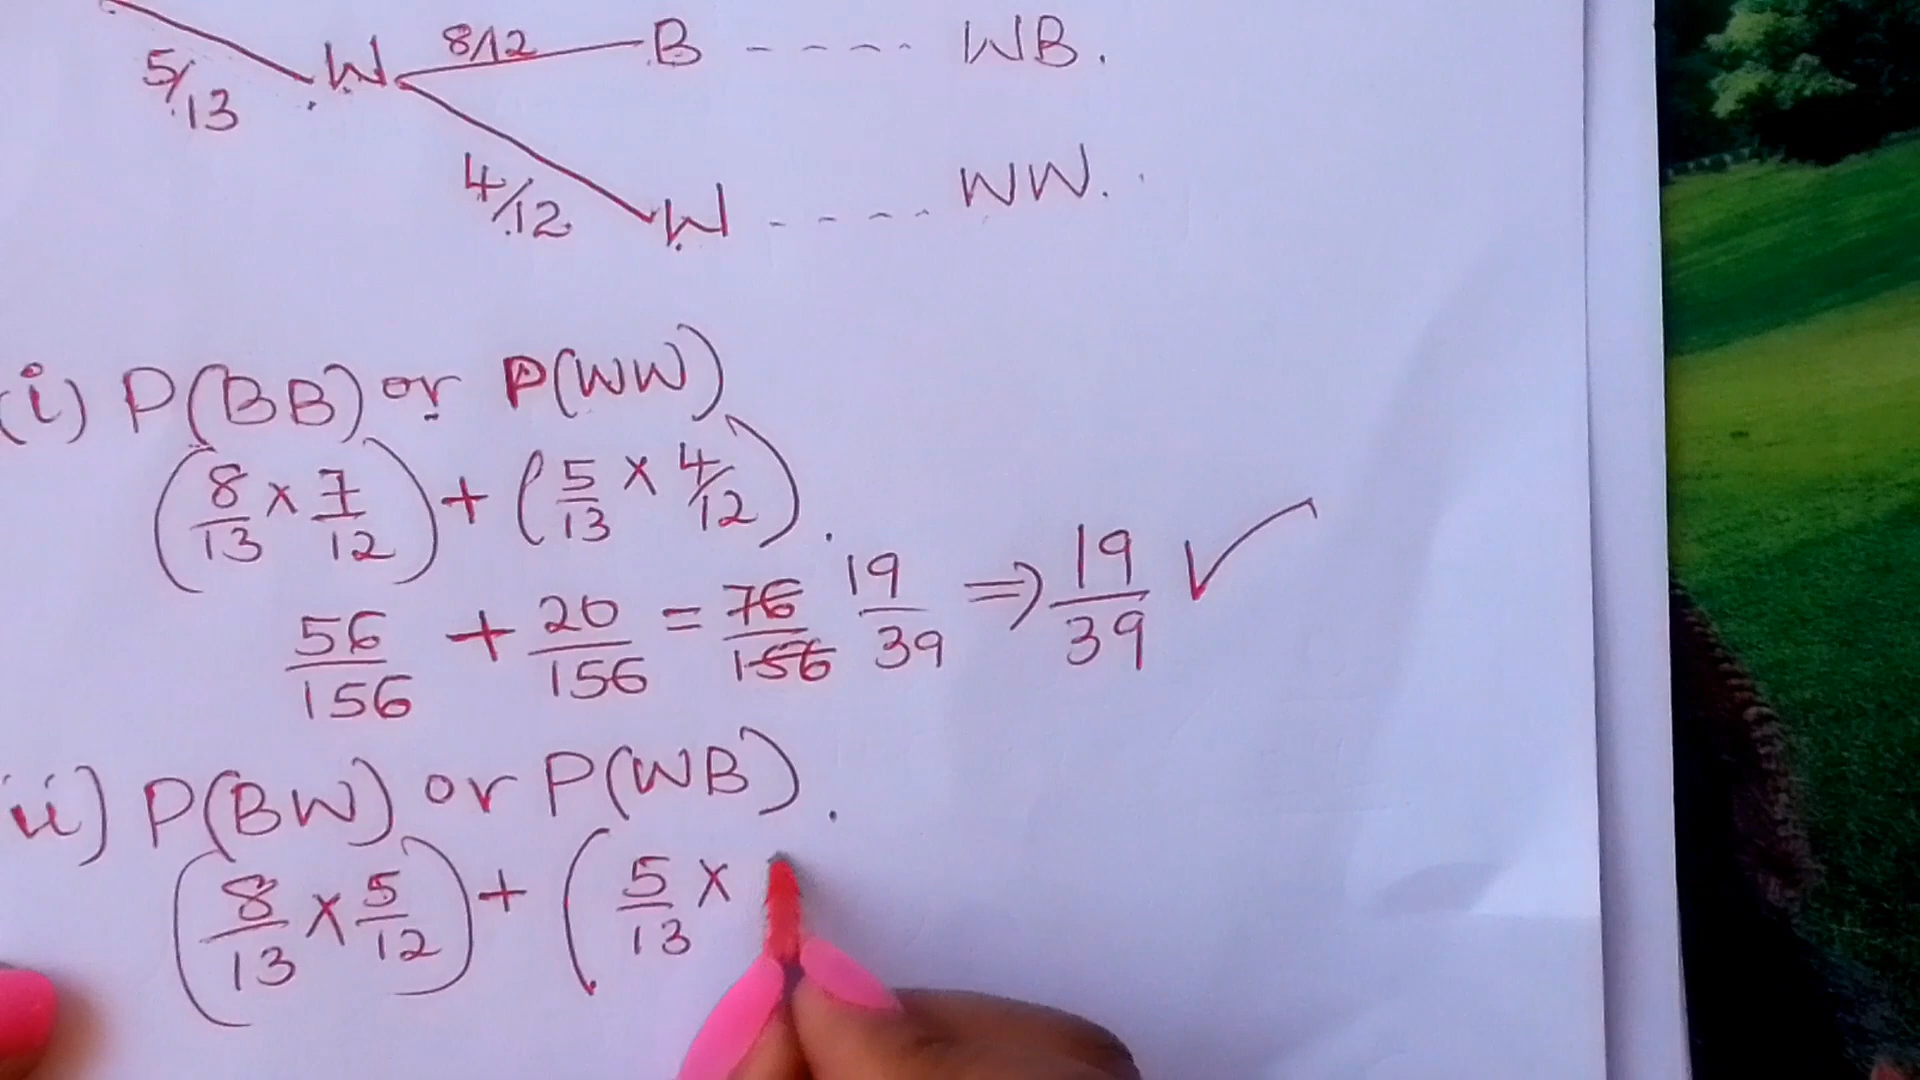 5/13 W 8/12 B ---- WB.
4/12 W ---- WW.
(i) P(BB) or P(WW)
(8/13 × 7/12) + (5/13 × 4/12).
56/156 + 20/156 = 76/156 19/39 ⇒ 19/39 ✓
ii) P(BW) or P(WB).
(8/13 × 5/12) + (5/13 ×